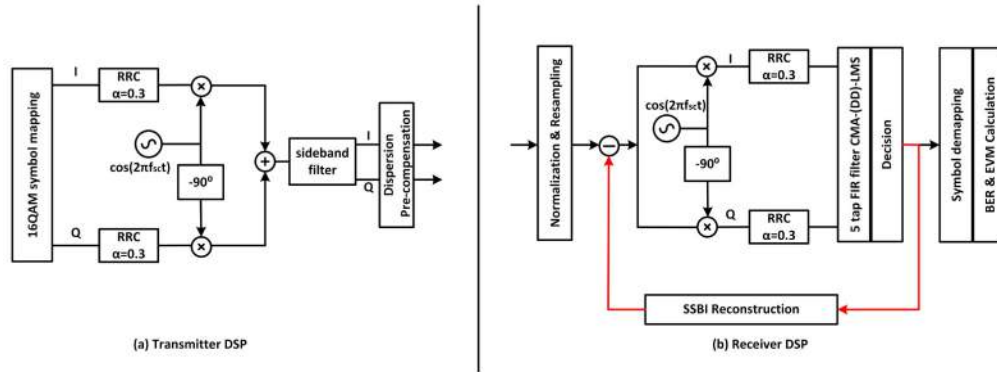 16QAM symbol mapping
I
RRC
α=0.3
cos(2πfsct)
-90⁰
Q
RRC
α=0.3
sideband
filter
I
Q
Dispersion
Pre-compensation
(a) Transmitter DSP
Normalization & Resampling
cos(2πfsct)
-90⁰
I
RRC
α=0.3
Q
RRC
α=0.3
5 tap FIR filter CMA-(DD)-LMS
Decision
Symbol demapping
BER & EVM Calculation
SSBI Reconstruction
(b) Receiver DSP